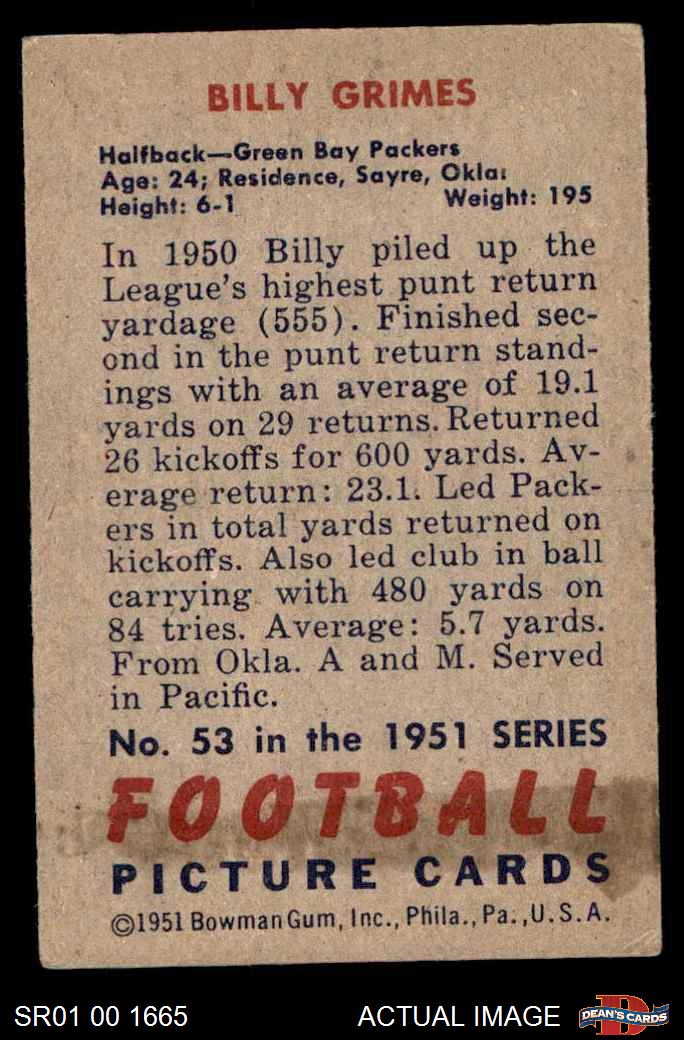 BILLY GRIMES
Halfback—Green Bay Packers
Age: 24; Residence, Sayre, Okla:
Height: 6-1 Weight: 195
In 1950 Billy piled up the
League's highest punt return
yardage (555). Finished sec-
ond in the punt return stand-
ings with an average of 19.1
yards on 29 returns. Returned
26 kickoffs for 600 yards. Av-
erage return: 23.1. Led Pack-
ers in total yards returned on
kickoffs. Also led club in ball
carrying with 480 yards on
84 tries. Average: 5.7 yards.
From Okla. A and M. Served
in Pacific.
No. 53 in the 1951 SERIES
FOOTBALL
PICTURE CARDS
©1951 Bowman Gum, Inc., Phila., Pa., U.S.A.
SR01 00 1665 ACTUAL IMAGE D DEAN'S CARDS